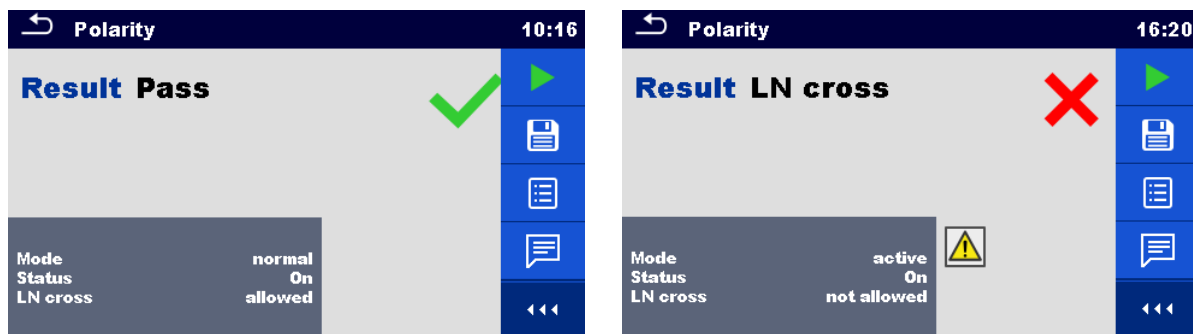 Polarity 10:16
Result Pass
Mode normal
Status On
LN cross allowed
Polarity 16:20
Result LN cross
Mode active
Status On
LN cross not allowed